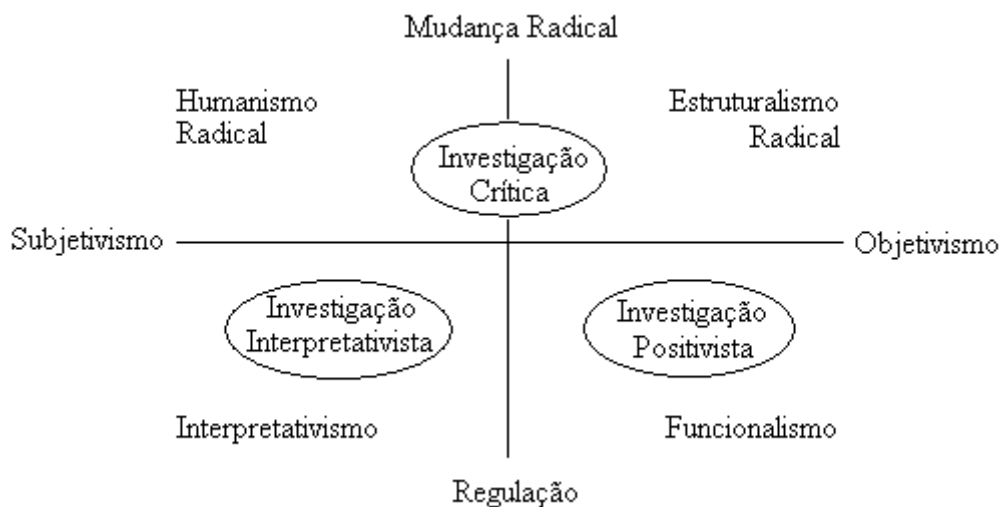 Mudança Radical
Humanismo
Radical
Estruturalismo
Radical
Investigação
Crítica
Subjetivismo
Objetivismo
Investigação
Interpretativista
Investigação
Positivista
Interpretativismo
Funcionalismo
Regulação